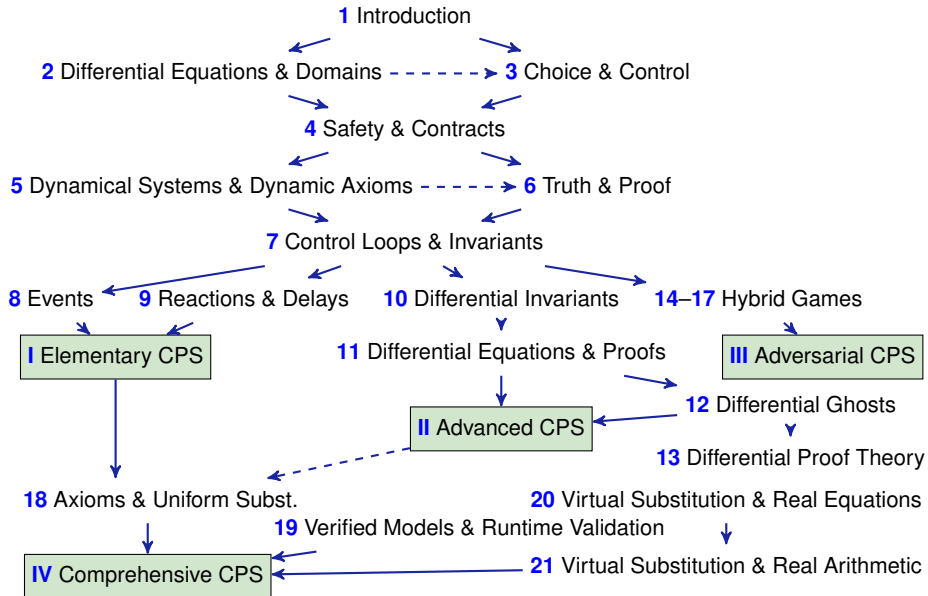 1 Introduction
2 Differential Equations & Domains
3 Choice & Control
4 Safety & Contracts
5 Dynamical Systems & Dynamic Axioms
6 Truth & Proof
7 Control Loops & Invariants
8 Events
9 Reactions & Delays
10 Differential Invariants
14–17 Hybrid Games
I Elementary CPS
11 Differential Equations & Proofs
III Adversarial CPS
12 Differential Ghosts
II Advanced CPS
13 Differential Proof Theory
18 Axioms & Uniform Subst.
20 Virtual Substitution & Real Equations
19 Verified Models & Runtime Validation
IV Comprehensive CPS
21 Virtual Substitution & Real Arithmetic